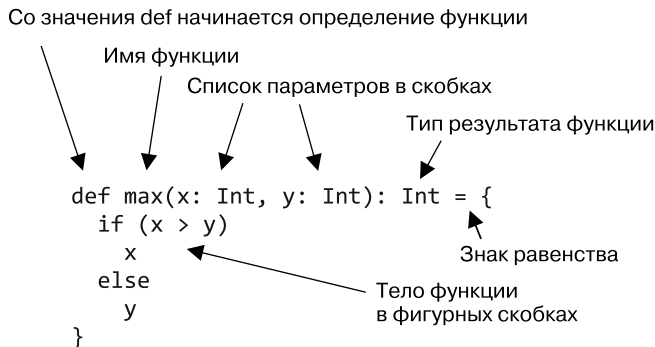 Со значения def начинается определение функции
Имя функции
Список параметров в скобках
Тип результата функции
def max(x: Int, y: Int): Int = {
if (x > y)
x
else
y
}
Знак равенства
Тело функции
в фигурных скобках